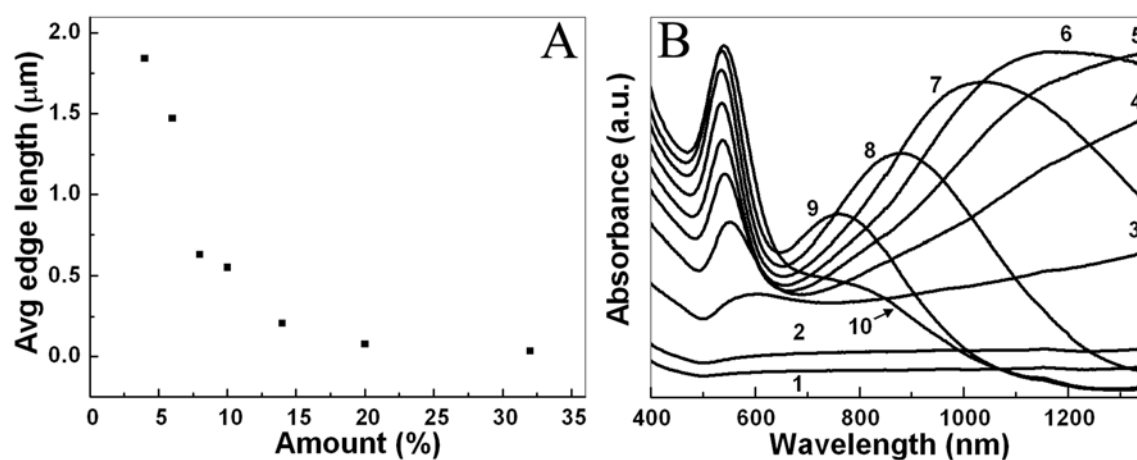 A
Avg edge length (μm)
2.0
1.5
1.0
0.5
0.0
0 5 10 15 20 25 30 35
Amount (%)
B
Absorbance (a.u.)
1
2
3
4
5
6
7
8
9
10
400 600 800 1000 1200
Wavelength (nm)